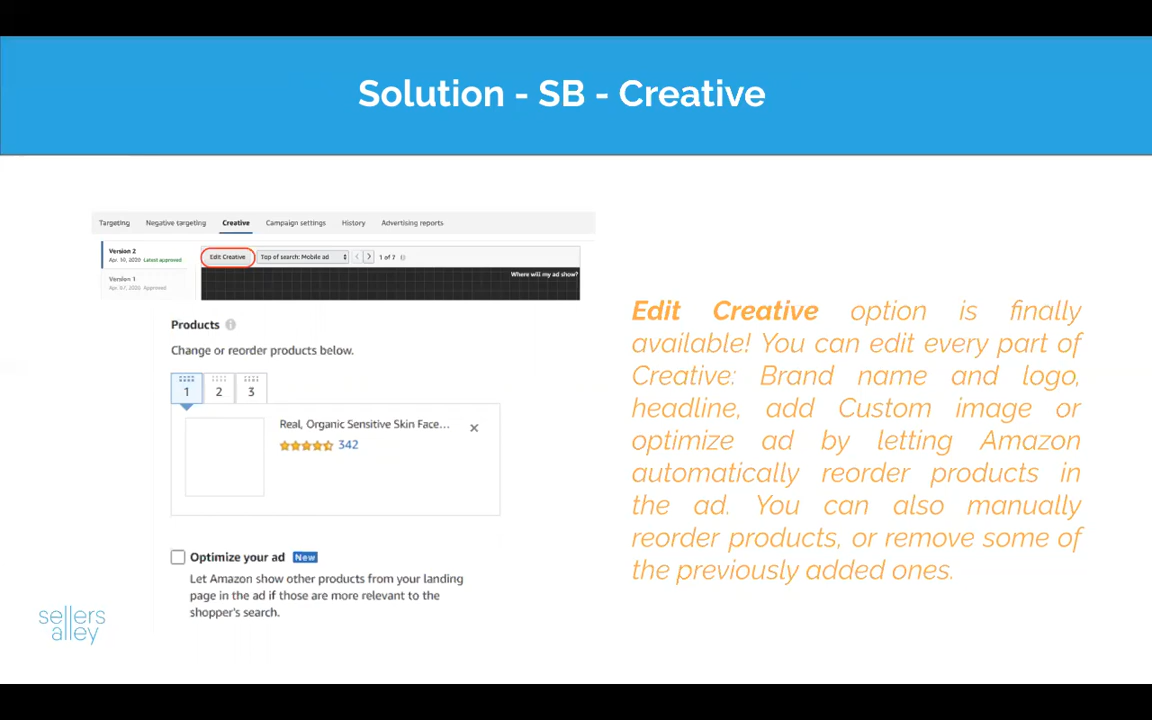 Solution - SB - Creative
Targeting Negative targeting Creative Campaign settings History Advertising reports
Version 2
Apr. 10, 2020 Latest approved
Version 1
Apr. 07, 2020 Approved
Edit Creative Top of search: Mobile ad 1 of 7
Where will my ad show?
Products
Change or reorder products below.
1 2 3
Real, Organic Sensitive Skin Face...
342
Optimize your ad New
Let Amazon show other products from your landing
page in the ad if those are more relevant to the
shopper's search.
Edit Creative option is finally
available! You can edit every part of
Creative: Brand name and logo,
headline, add Custom image or
optimize ad by letting Amazon
automatically reorder products in
the ad. You can also manually
reorder products, or remove some of
the previously added ones.
sellers
alley